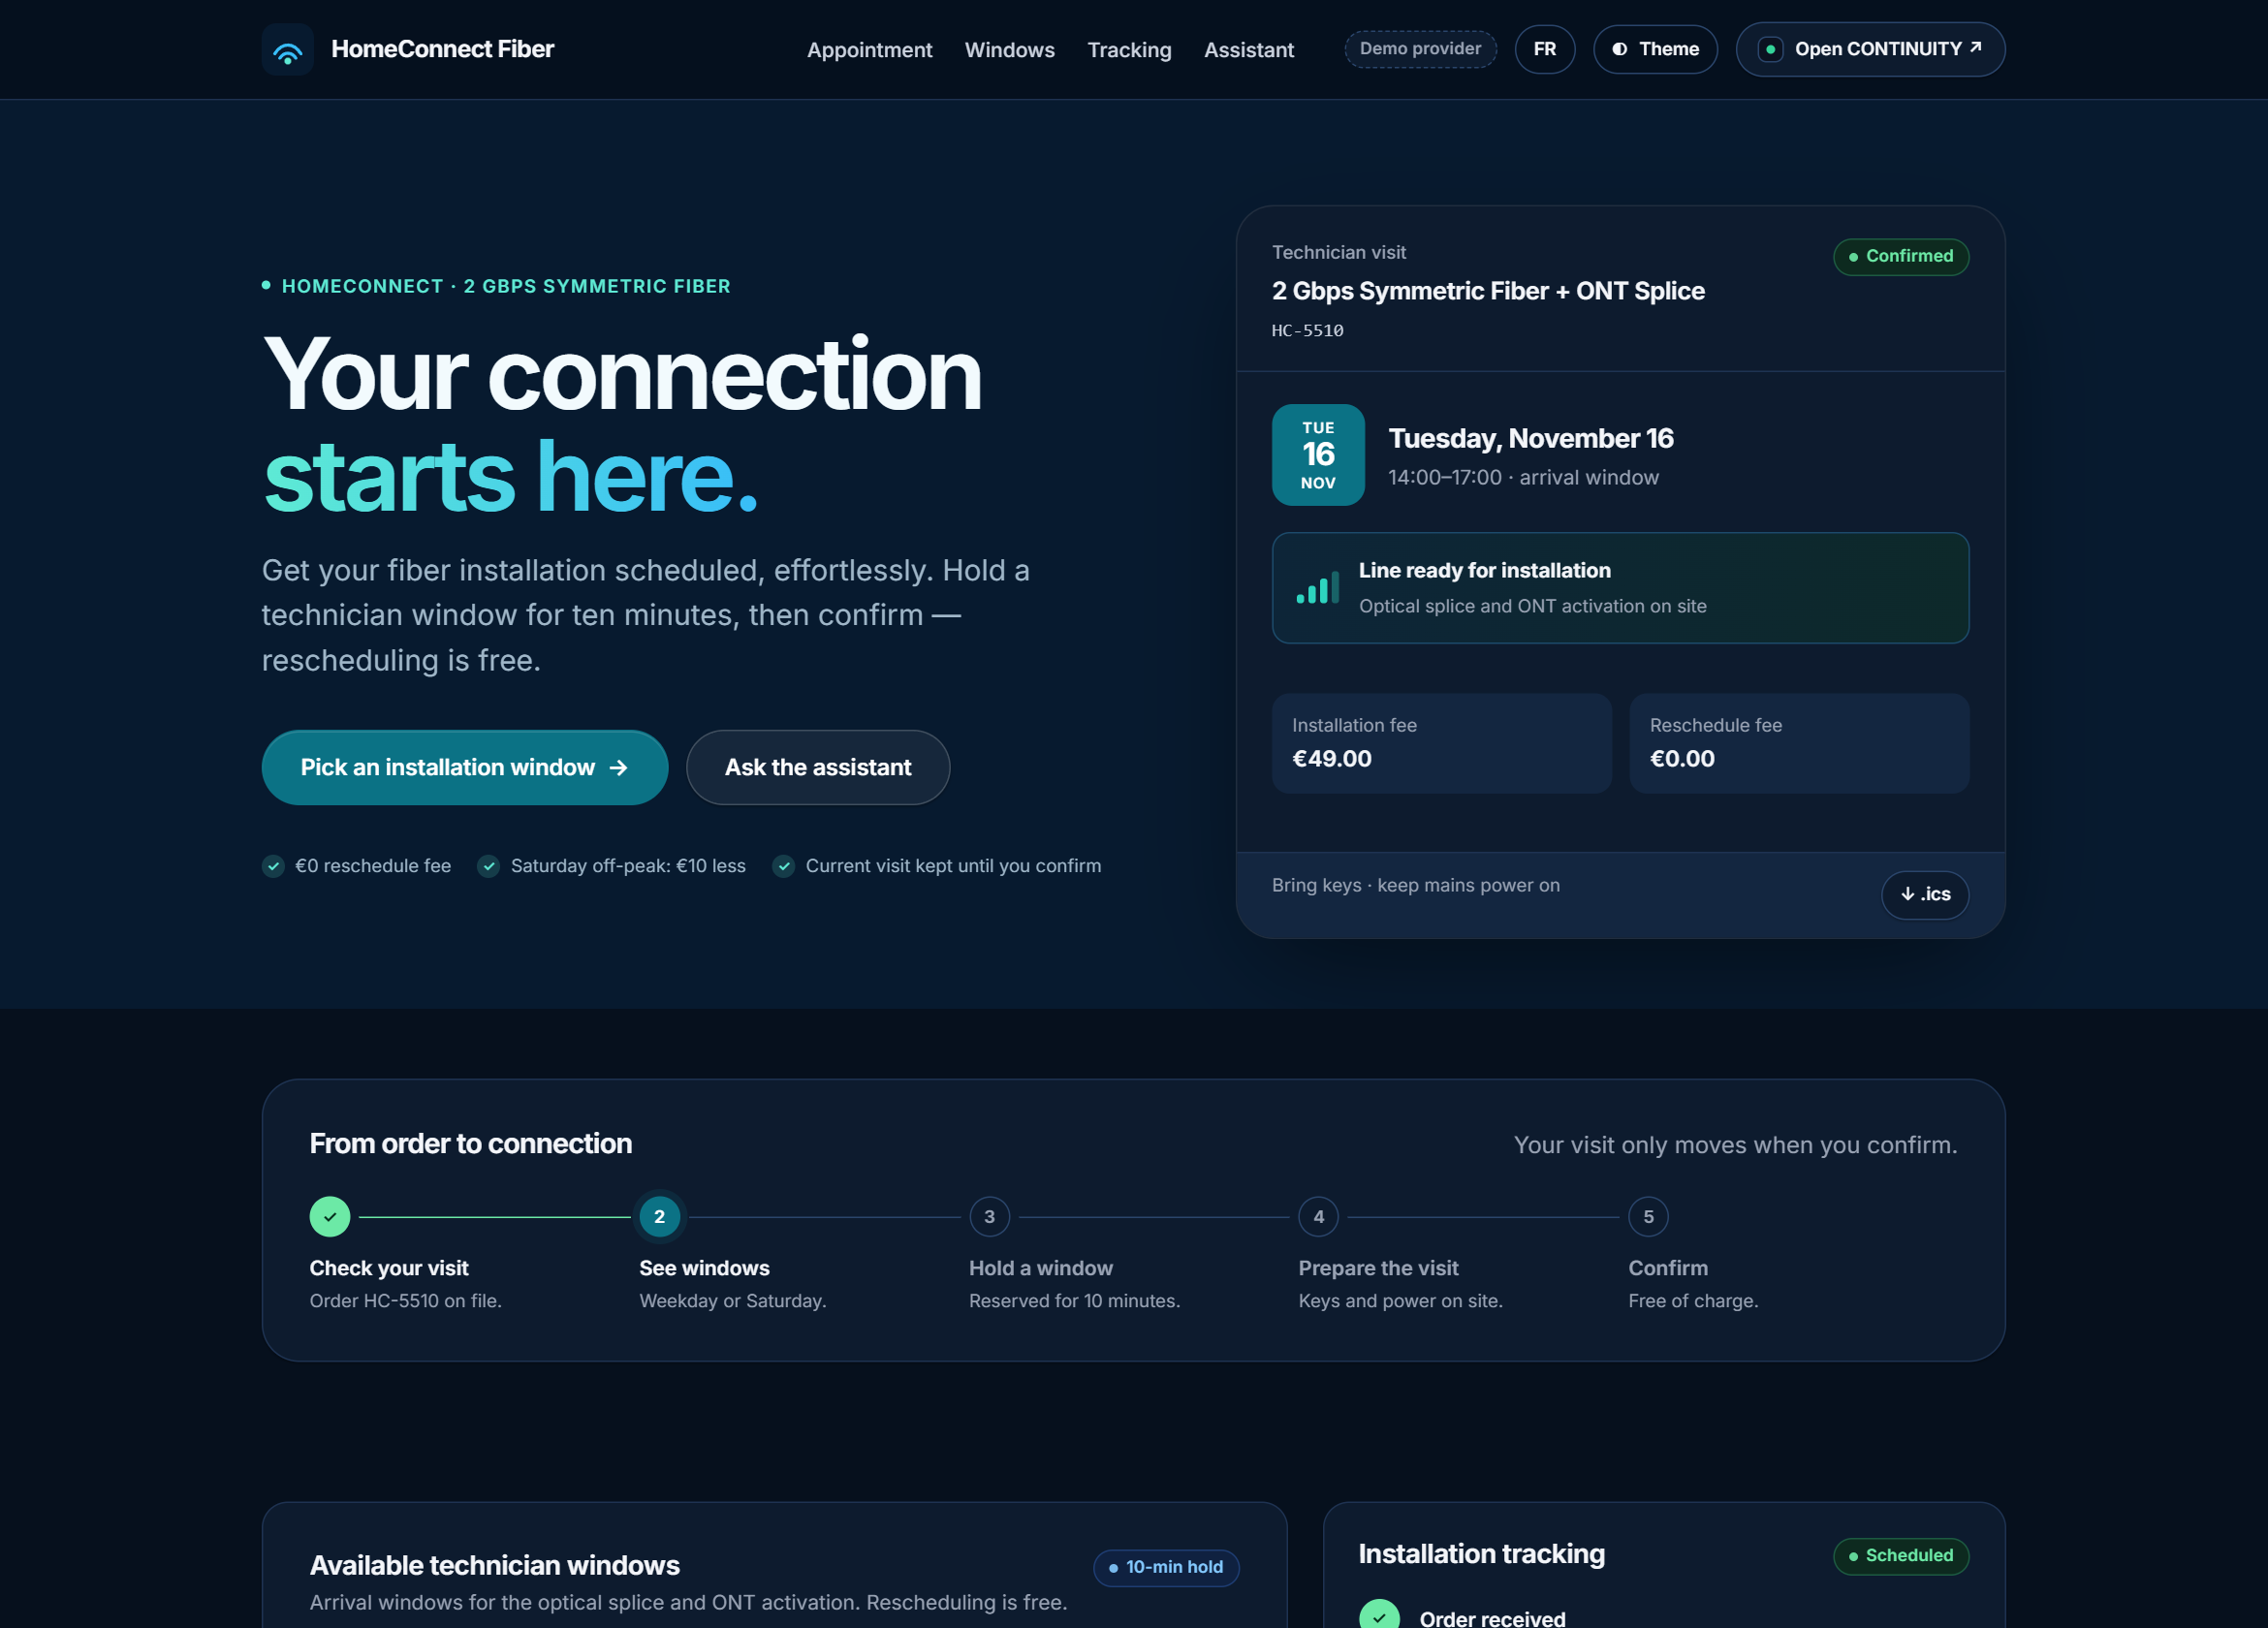 HomeConnect Fiber
Appointment
Windows
Tracking
Assistant
Demo provider
FR
Theme
Open CONTINUITY ↗
HOMECONNECT · 2 GBPS SYMMETRIC FIBER
Your connection
starts here.
Get your fiber installation scheduled, effortlessly. Hold a
technician window for ten minutes, then confirm —
rescheduling is free.
Pick an installation window →
Ask the assistant
€0 reschedule fee
Saturday off-peak: €10 less
Current visit kept until you confirm
Technician visit
Confirmed
2 Gbps Symmetric Fiber + ONT Splice
HC-5510
TUE
16
NOV
Tuesday, November 16
14:00–17:00 · arrival window
Line ready for installation
Optical splice and ONT activation on site
Installation fee
€49.00
Reschedule fee
€0.00
Bring keys · keep mains power on
↓ .ics
From order to connection
Your visit only moves when you confirm.
2
3
4
5
Check your visit
Order HC-5510 on file.
See windows
Weekday or Saturday.
Hold a window
Reserved for 10 minutes.
Prepare the visit
Keys and power on site.
Confirm
Free of charge.
Available technician windows
10-min hold
Arrival windows for the optical splice and ONT activation. Rescheduling is free.
Installation tracking
Scheduled
Order received